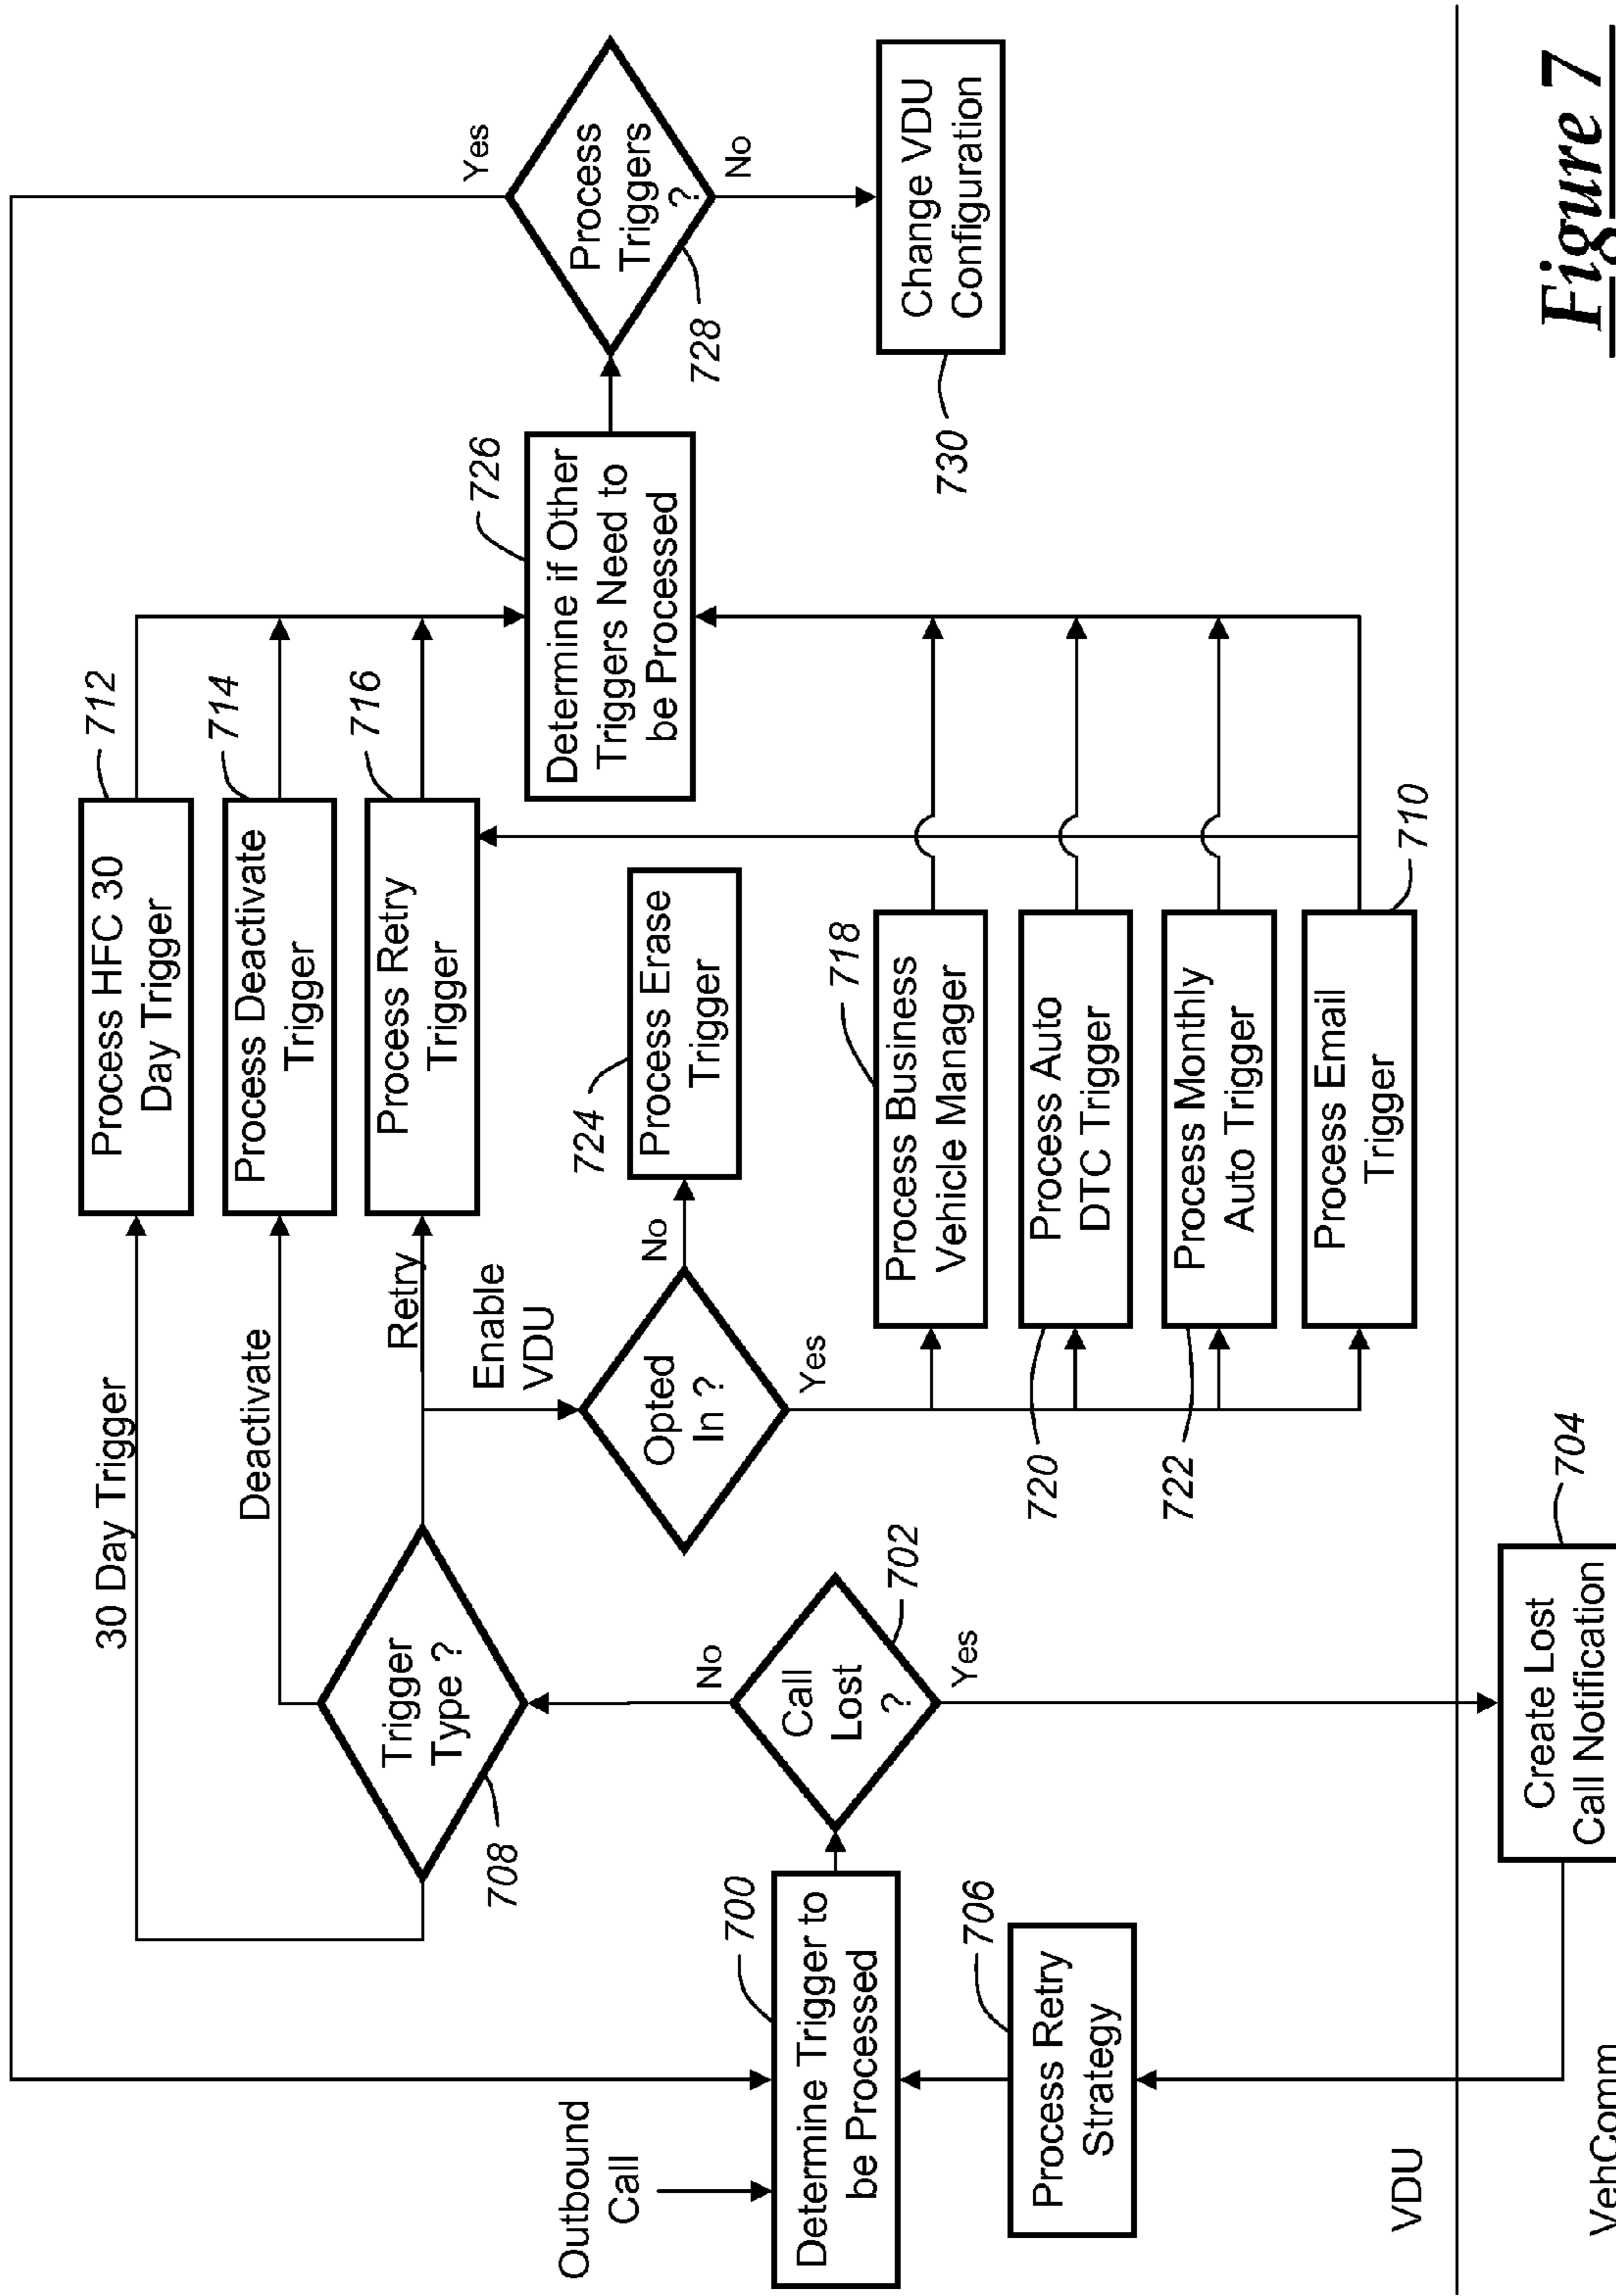 30 Day Trigger
Process HFC 30
Day Trigger
712
Yes
Deactivate
Process Deactivate
Trigger
714
Trigger
Type ?
708
Retry
Process Retry
Trigger
716
726
Determine if Other
Triggers Need to
be Processed
Process
Triggers
?
728
No
Enable
VDU
Outbound
Call
Opted
In ?
No
724
Process Erase
Trigger
Yes
700
Determine Trigger to
be Processed
No
Call
Lost
?
702
Yes
718
Process Business
Vehicle Manager
Change VDU
Configuration
730
706
Process Retry
Strategy
720
Process Auto
DTC Trigger
722
Process Monthly
Auto Trigger
Process Email
Trigger
710
VDU
704
Create Lost
Call Notification
VehComm
Figure 7